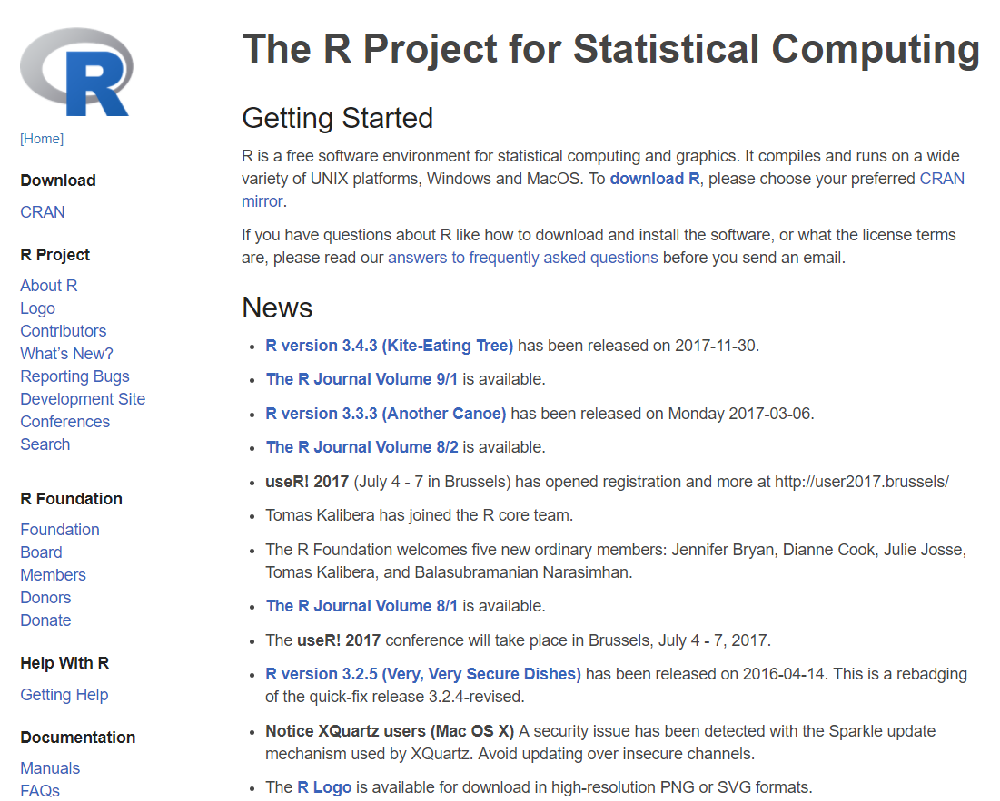 R
[Home]
Download
CRAN
R Project
About R
Logo
Contributors
What’s New?
Reporting Bugs
Development Site
Conferences
Search
R Foundation
Foundation
Board
Members
Donors
Donate
Help With R
Getting Help
Documentation
Manuals
FAQs
The R Project for Statistical Computing
Getting Started
R is a free software environment for statistical computing and graphics. It compiles and runs on a wide
variety of UNIX platforms, Windows and MacOS. To download R, please choose your preferred CRAN
mirror.
If you have questions about R like how to download and install the software, or what the license terms
are, please read our answers to frequently asked questions before you send an email.
News
• R version 3.4.3 (Kite-Eating Tree) has been released on 2017-11-30.
• The R Journal Volume 9/1 is available.
• R version 3.3.3 (Another Canoe) has been released on Monday 2017-03-06.
• The R Journal Volume 8/2 is available.
• useR! 2017 (July 4 - 7 in Brussels) has opened registration and more at http://user2017.brussels/
• Tomas Kalibera has joined the R core team.
• The R Foundation welcomes five new ordinary members: Jennifer Bryan, Dianne Cook, Julie Josse,
Tomas Kalibera, and Balasubramanian Narasimhan.
• The R Journal Volume 8/1 is available.
• The useR! 2017 conference will take place in Brussels, July 4 - 7, 2017.
• R version 3.2.5 (Very, Very Secure Dishes) has been released on 2016-04-14. This is a rebadging
of the quick-fix release 3.2.4-revised.
• Notice XQuartz users (Mac OS X) A security issue has been detected with the Sparkle update
mechanism used by XQuartz. Avoid updating over insecure channels.
• The R Logo is available for download in high-resolution PNG or SVG formats.